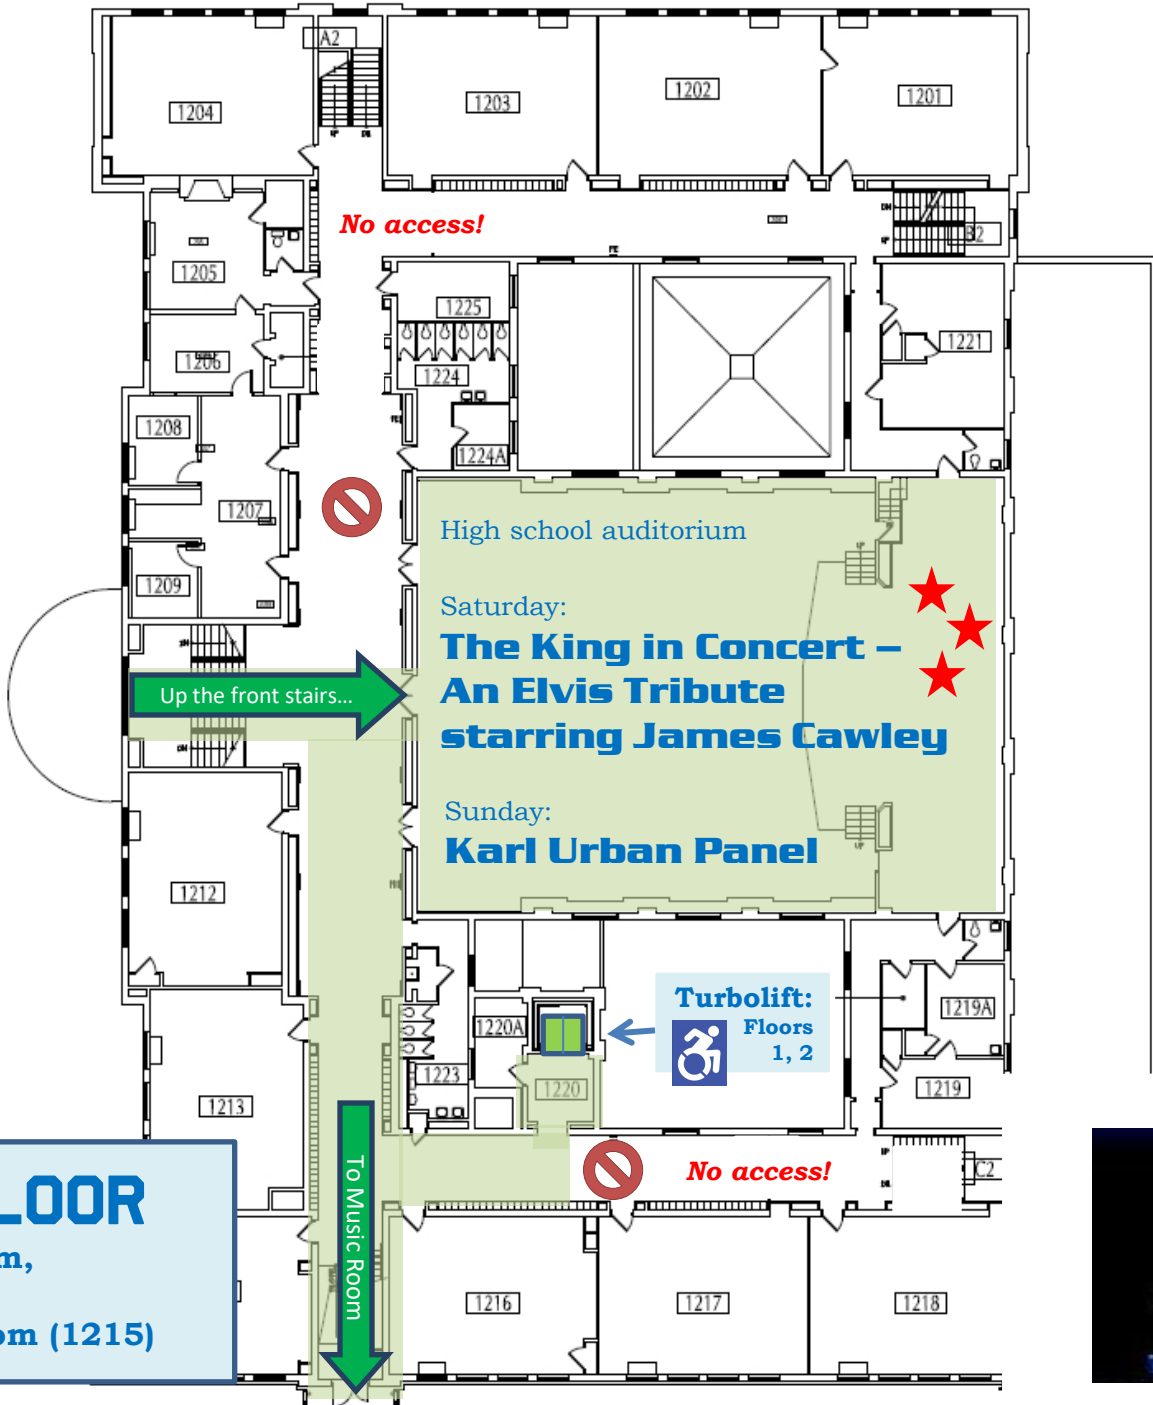 A2
1204
1203
1202
1201
No access!
B2
1205
1225
1206
1224
1221
1208
1224A
1207
1209
High school auditorium
Saturday:
The King in Concert –
An Elvis Tribute
starring James Cawley
Up the front stairs...
Sunday:
Karl Urban Panel
1212
Turbolift:
Floors
1, 2
1220A
1219A
1223
1220
1219
1213
No access!
C2
To Music Room
LOOR
m,
om (1215)
1216
1217
1218